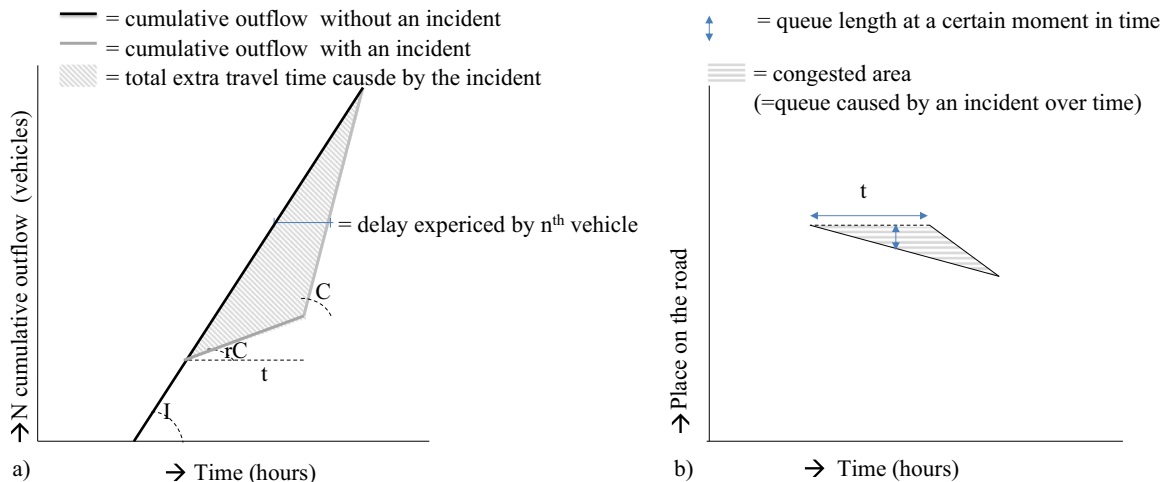 = cumulative outflow without an incident
= cumulative outflow with an incident
= total extra travel time causde by the incident
→N cumulative outflow (vehicles)
= delay expericed by nth vehicle
C
rC
t
I
a)
→ Time (hours)
= queue length at a certain moment in time
= congested area
(=queue caused by an incident over time)
t
→Place on the road
b)
→ Time (hours)